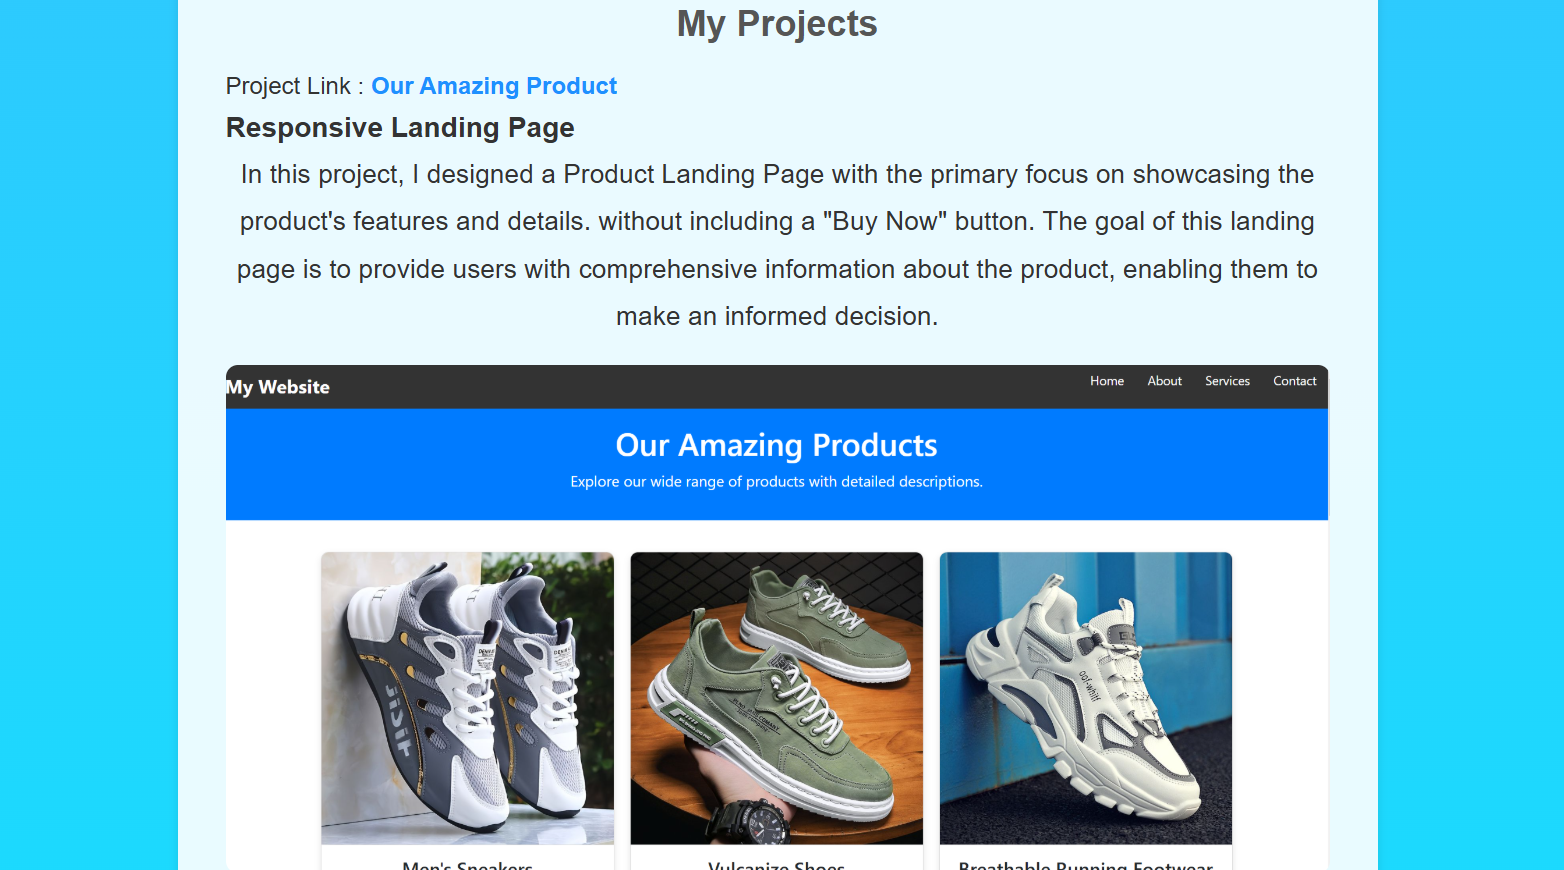 My Projects
Project Link : Our Amazing Product
Responsive Landing Page
In this project, I designed a Product Landing Page with the primary focus on showcasing the
product's features and details. without including a "Buy Now" button. The goal of this landing
page is to provide users with comprehensive information about the product, enabling them to
make an informed decision.
My Website
Home About Services Contact
Our Amazing Products
Explore our wide range of products with detailed descriptions.
Men's Sneakers
Vulcanize Shoes
Breathable Running Footwear